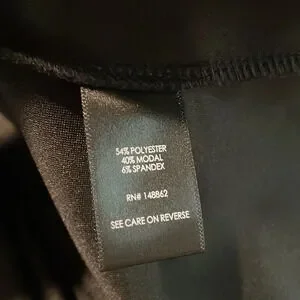 54% POLYESTER
40% MODAL
6% SPANDEX
RN# 148862
SEE CARE ON REVERSE